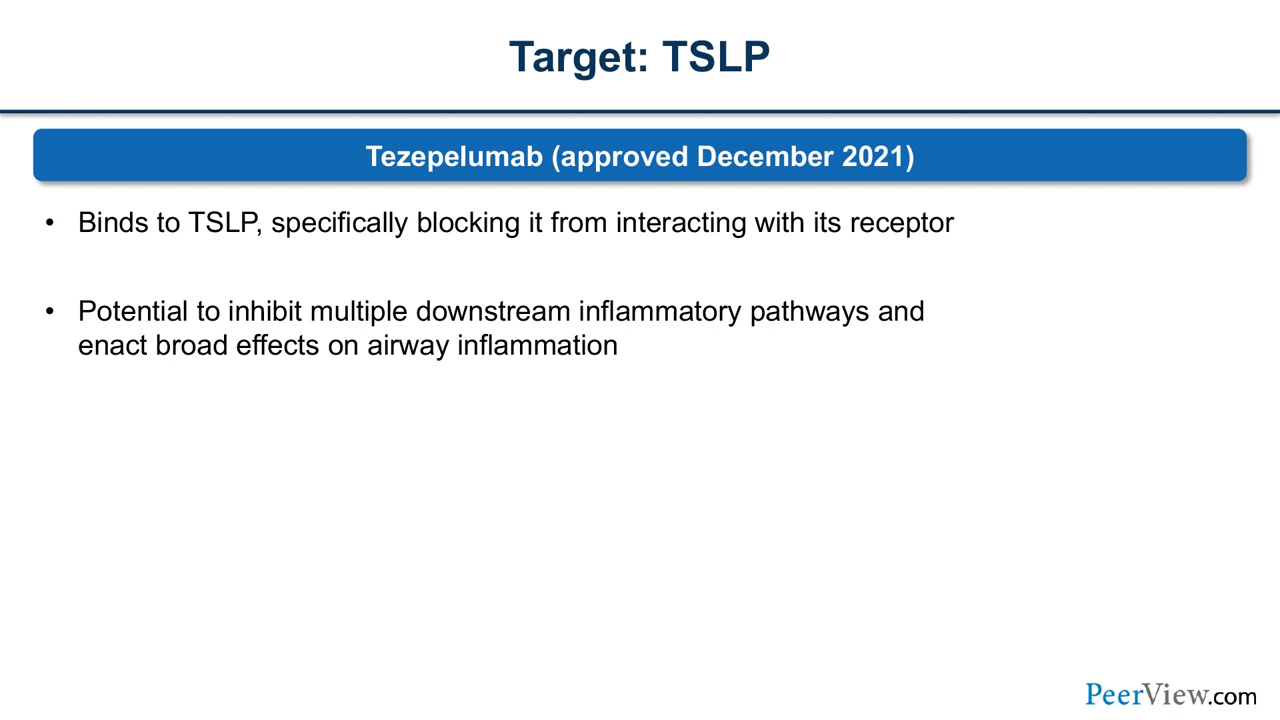 Target: TSLP
Tezepelumab (approved December 2021)
• Binds to TSLP, specifically blocking it from interacting with its receptor
• Potential to inhibit multiple downstream inflammatory pathways and
enact broad effects on airway inflammation
PeerView.com